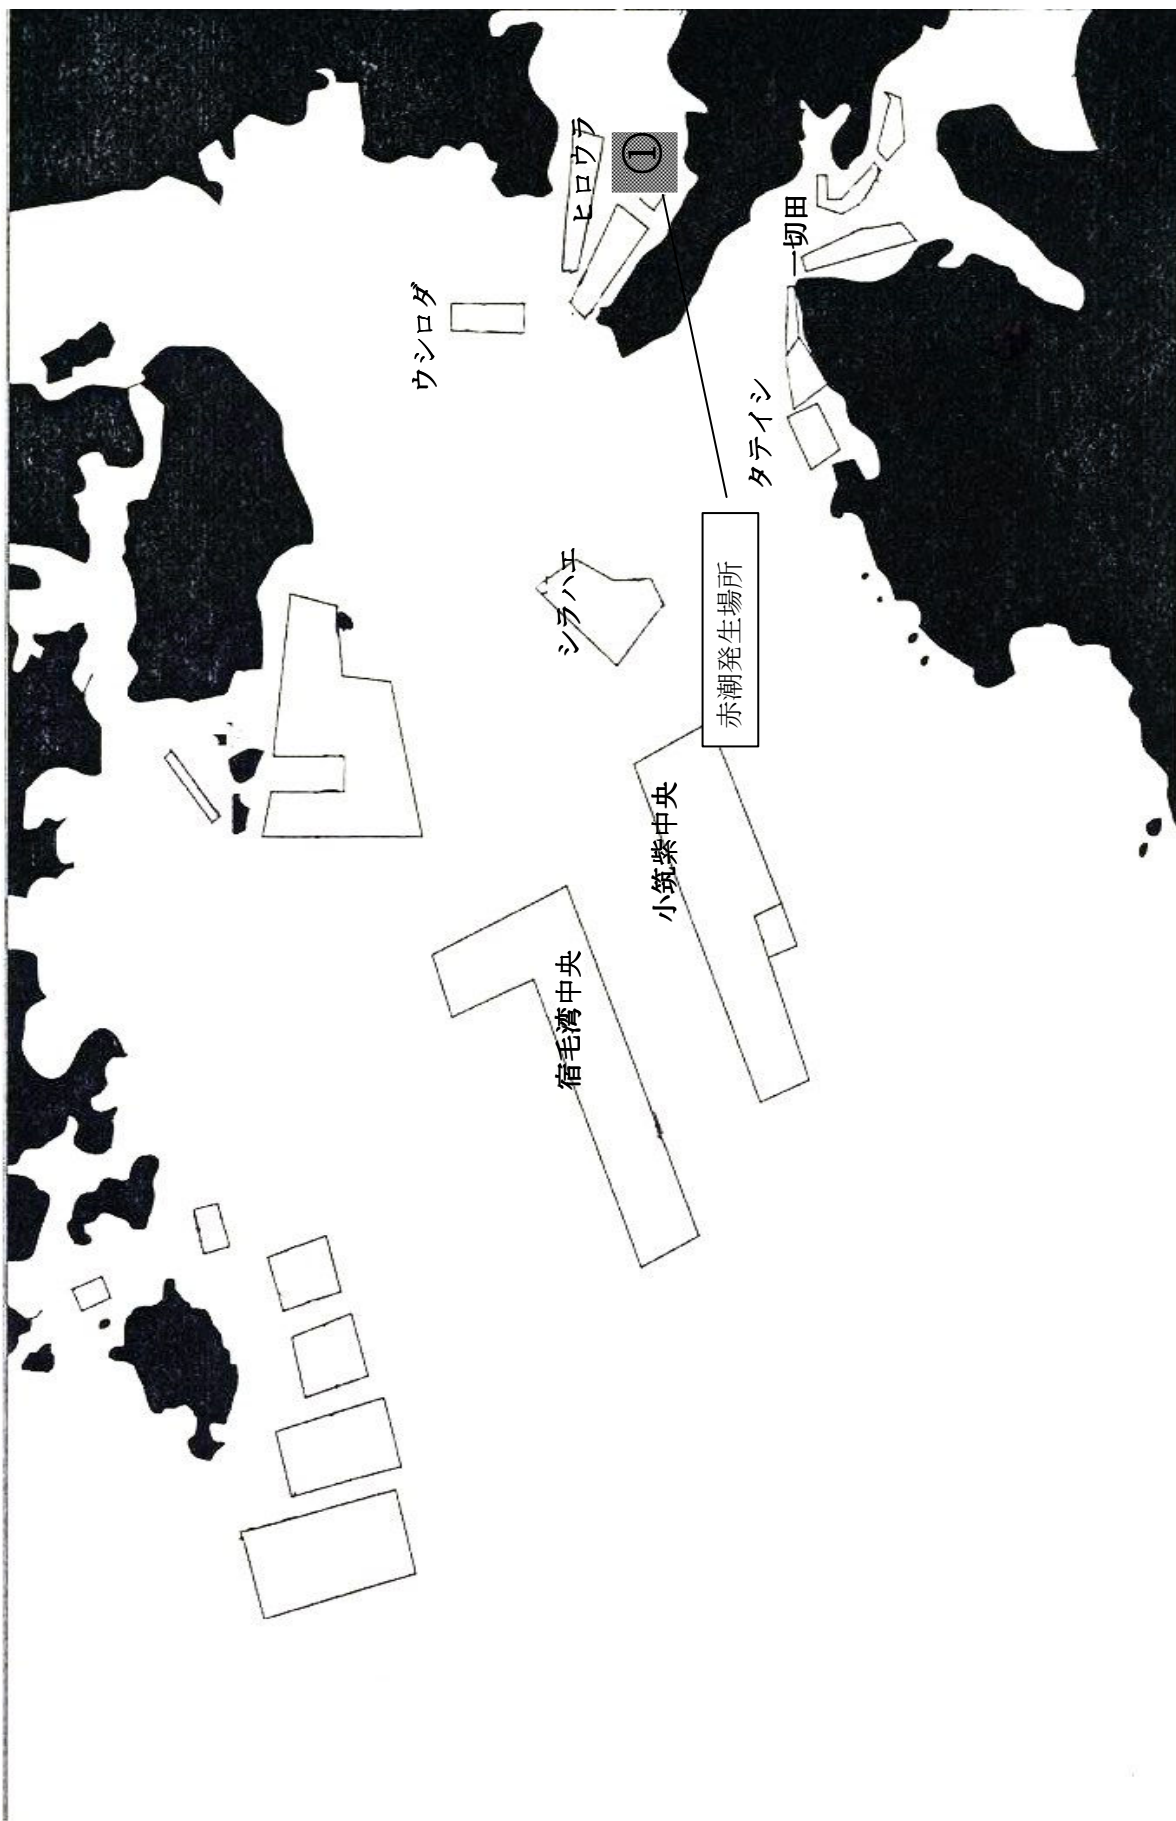 ヒロウラ
①
ウシロダ
一切田
タテイシ
シラハエ
赤潮発生場所
小筑紫中央
宿毛湾中央